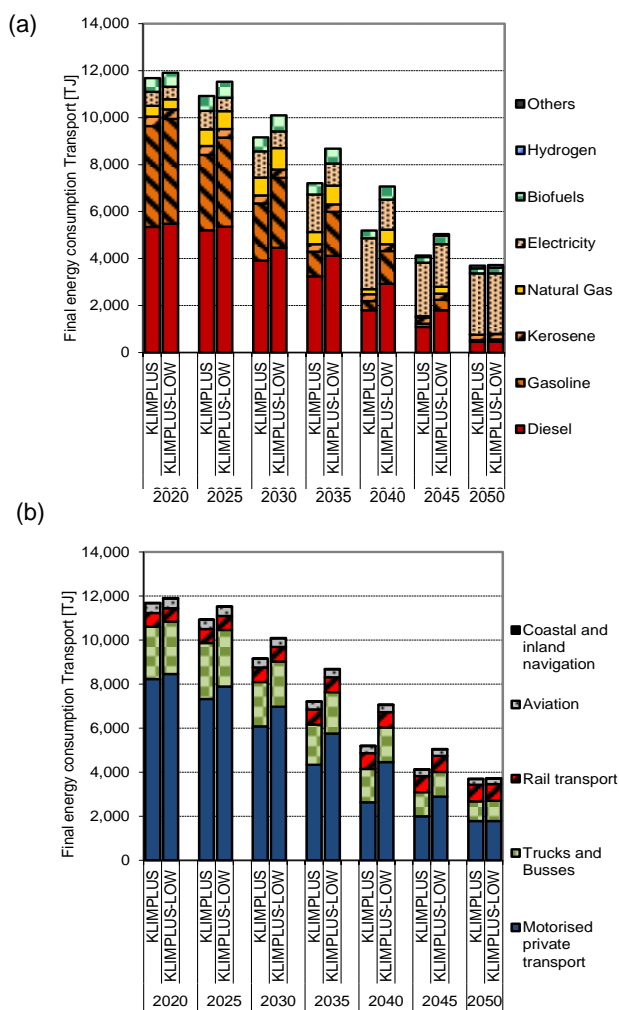 (a)
Final energy consumption Transport [TJ]
14,000
12,000
10,000
8,000
6,000
4,000
2,000
0
KLIMPLUS
KLIMPLUS-LOW
KLIMPLUS
KLIMPLUS-LOW
KLIMPLUS
KLIMPLUS-LOW
KLIMPLUS
KLIMPLUS-LOW
KLIMPLUS
KLIMPLUS-LOW
KLIMPLUS
KLIMPLUS-LOW
KLIMPLUS
KLIMPLUS-LOW
2020 2025 2030 2035 2040 2045 2050
Others
Hydrogen
Biofuels
Electricity
Natural Gas
Kerosene
Gasoline
Diesel
(b)
Final energy consumption Transport [TJ]
14,000
12,000
10,000
8,000
6,000
4,000
2,000
0
KLIMPLUS
KLIMPLUS-LOW
KLIMPLUS
KLIMPLUS-LOW
KLIMPLUS
KLIMPLUS-LOW
KLIMPLUS
KLIMPLUS-LOW
KLIMPLUS
KLIMPLUS-LOW
KLIMPLUS
KLIMPLUS-LOW
KLIMPLUS
KLIMPLUS-LOW
2020 2025 2030 2035 2040 2045 2050
Coastal and
inland
navigation
Aviation
Rail transport
Trucks and
Busses
Motorised
private
transport